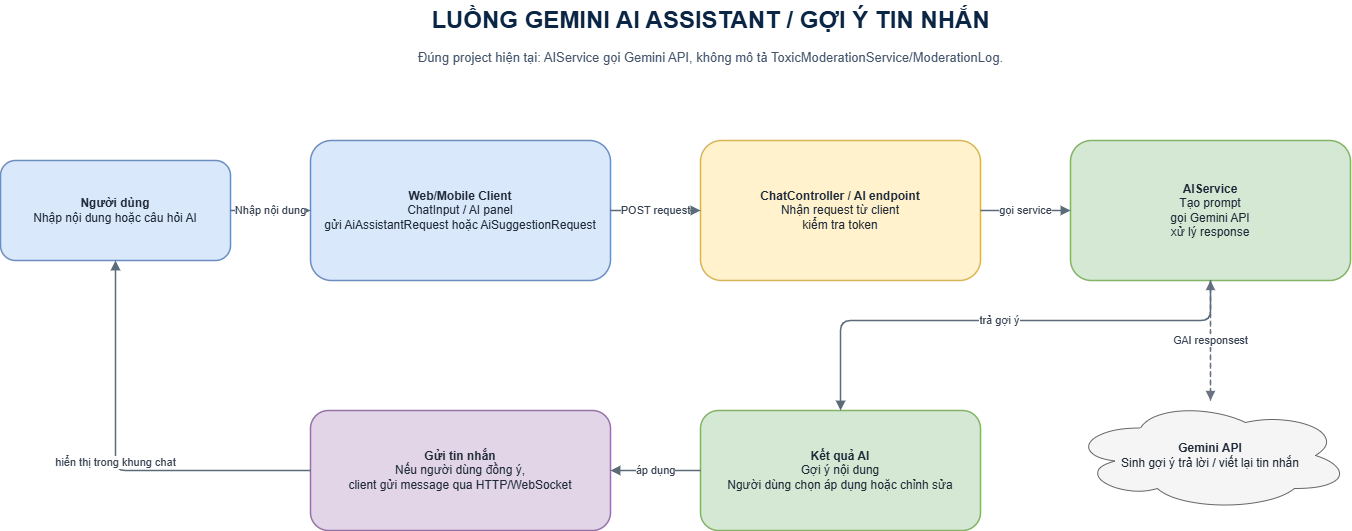 LUỒNG GEMINI AI ASSISTANT / GỢI Ý TIN NHẮN
Đúng project hiện tại: AIService gọi Gemini API, không mô tả ToxicModerationService/ModerationLog.
Người dùng
Nhập nội dung hoặc câu hỏi AI
Nhập nội dung
Web/Mobile Client
ChatInput / AI panel
gửi AiAssistantRequest hoặc AiSuggestionRequest
POST request
ChatController / AI endpoint
Nhận request từ client
kiểm tra token
gọi service
AIService
Tạo prompt
gọi Gemini API
xử lý response
trả gợi ý
GAI responsest
hiển thị trong khung chat
Gửi tin nhắn
Nếu người dùng đồng ý,
client gửi message qua HTTP/WebSocket
áp dụng
Kết quả AI
Gợi ý nội dung
Người dùng chọn áp dụng hoặc chỉnh sửa
Gemini API
Sinh gợi ý trả lời / viết lại tin nhắn